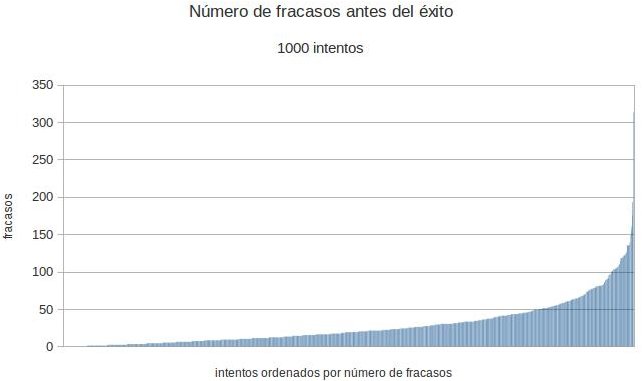 Número de fracasos antes del éxito
1000 intentos
350
300
250
200
150
100
50
0
fracasos
intentos ordenados por número de fracasos